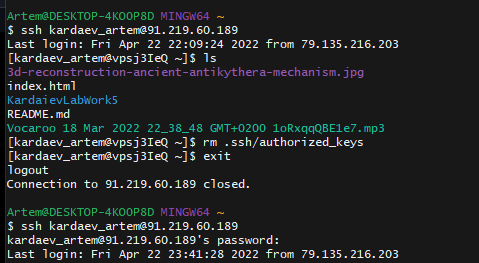 Artem@DESKTOP-4KOOP8D MINGW64 ~
$ ssh kardaev_artem@91.219.60.189
Last login: Fri Apr 22 22:09:24 2022 from 79.135.216.203
[kardaev_artem@vpsj3IeQ ~]$ ls
3d-reconstruction-ancient-antikythera-mechanism.jpg
index.html
KardaievLabWork5
README.md
Vocaroo 18 Mar 2022 22_38_48 GMT+0200 1oRxqqQBE1e7.mp3
[kardaev_artem@vpsj3IeQ ~]$ rm .ssh/authorized_keys
[kardaev_artem@vpsj3IeQ ~]$ exit
logout
Connection to 91.219.60.189 closed.
Artem@DESKTOP-4KOOP8D MINGW64 ~
$ ssh kardaev_artem@91.219.60.189
kardaev_artem@91.219.60.189's password:
Last login: Fri Apr 22 23:41:28 2022 from 79.135.216.203